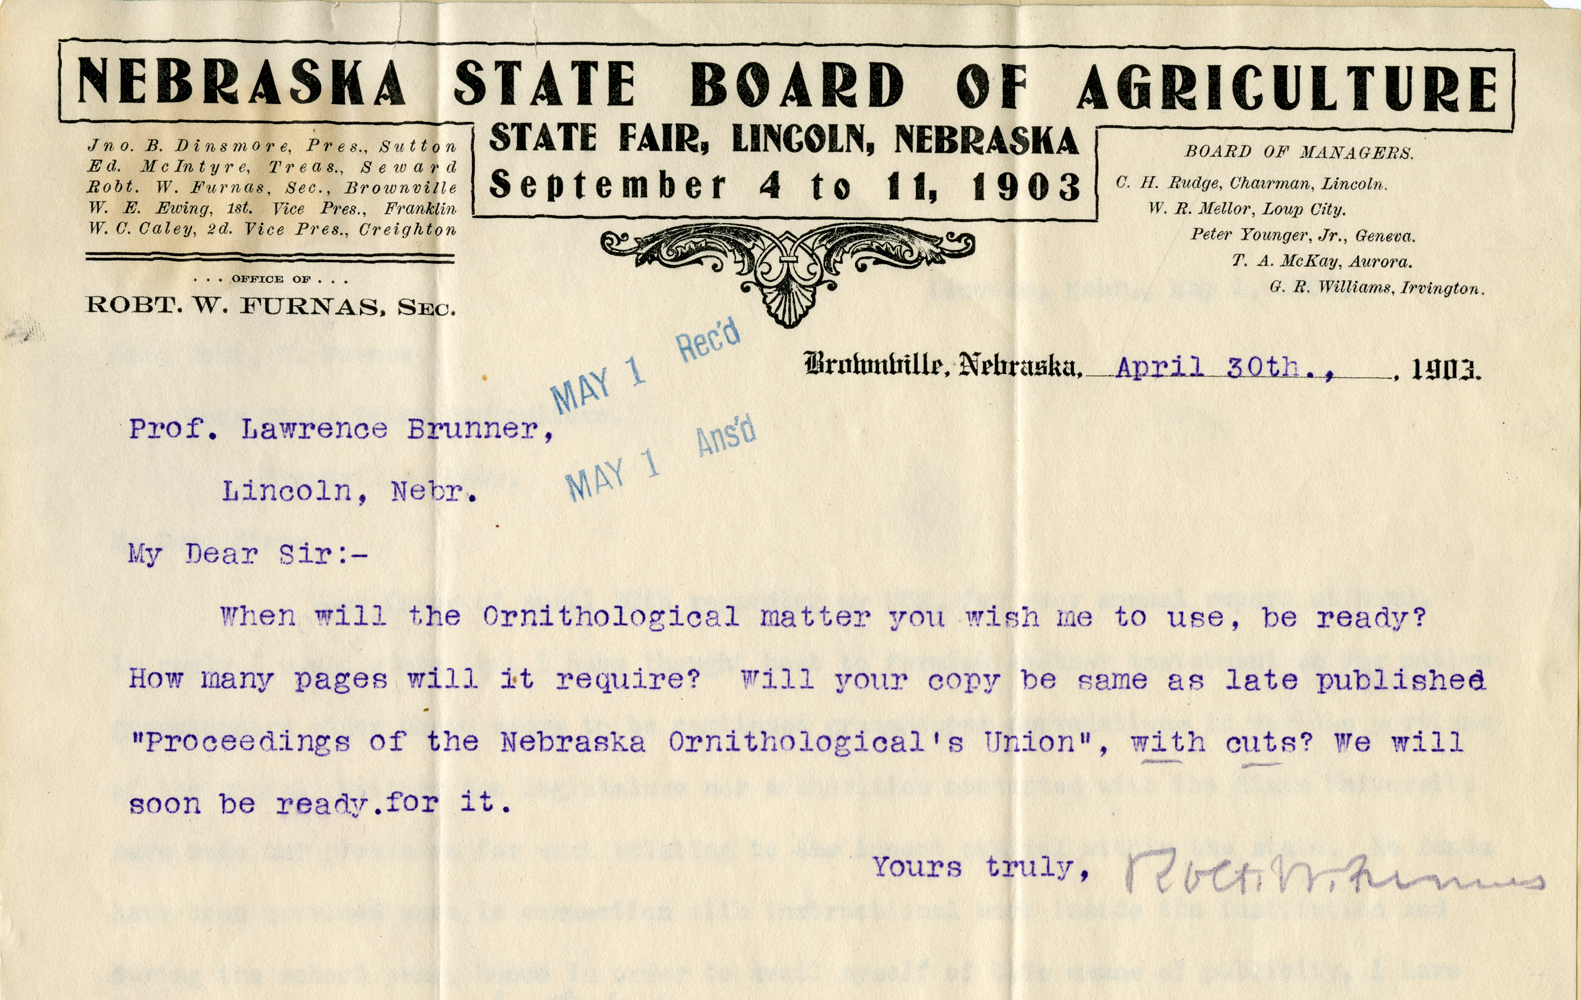 NEBRASKA STATE BOARD OF AGRICULTURE
STATE FAIR, LINCOLN, NEBRASKA
September 4 to 11, 1903
Jno. B. Dinsmore, Pres., Sutton
Ed. McIntyre, Treas., Seward
Robt. W. Furnas, Sec., Brownville
W. E. Ewing, 1st. Vice Pres., Franklin
W. C. Caley, 2d. Vice Pres., Creighton
. . . OFFICE OF . . .
ROBT. W. FURNAS, SEC.
BOARD OF MANAGERS.
C. H. Rudge, Chairman, Lincoln.
W. R. Mellor, Loup City.
Peter Younger, Jr., Geneva.
T. A. McKay, Aurora.
G. R. Williams, Irvington.
MAY 1 Rec'd
MAY 1 Ans'd
Brownville, Nebraska, April 30th., , 1903.
Prof. Lawrence Brunner,
Lincoln, Nebr.
My Dear Sir:-
When will the Ornithological matter you wish me to use, be ready?
How many pages will it require? Will your copy be same as late published
"Proceedings of the Nebraska Ornithological's Union", with cuts? We will
soon be ready.for it.
Yours truly, Robt. W. Furnas